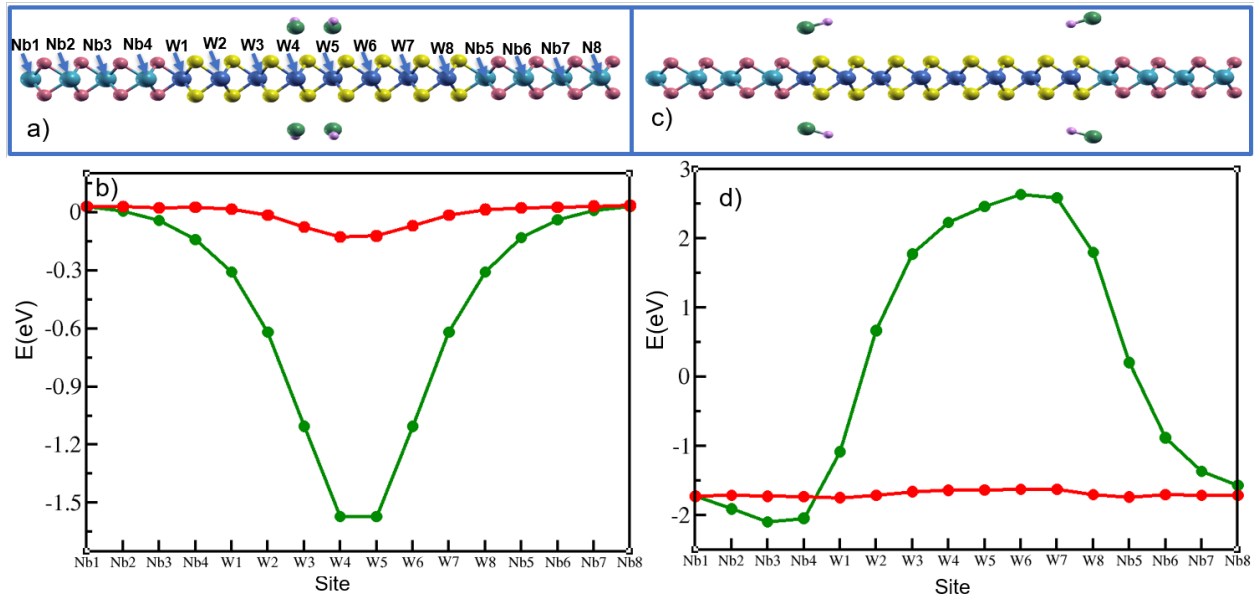 Nb1 Nb2 Nb3 Nb4 W1 W2 W3 W4 W5 W6 W7 W8 Nb5 Nb6 Nb7 N8
a)
c)
b)
0
-0.3
-0.6
-0.9
-1.2
-1.5
E(eV)
Nb1 Nb2 Nb3 Nb4 W1 W2 W3 W4 W5 W6 W7 W8 Nb5 Nb6 Nb7 Nb8
Site
d)
3
2
1
0
-1
-2
E(eV)
Nb1 Nb2 Nb3 Nb4 W1 W2 W3 W4 W5 W6 W7 W8 Nb5 Nb6 Nb7 Nb8
Site